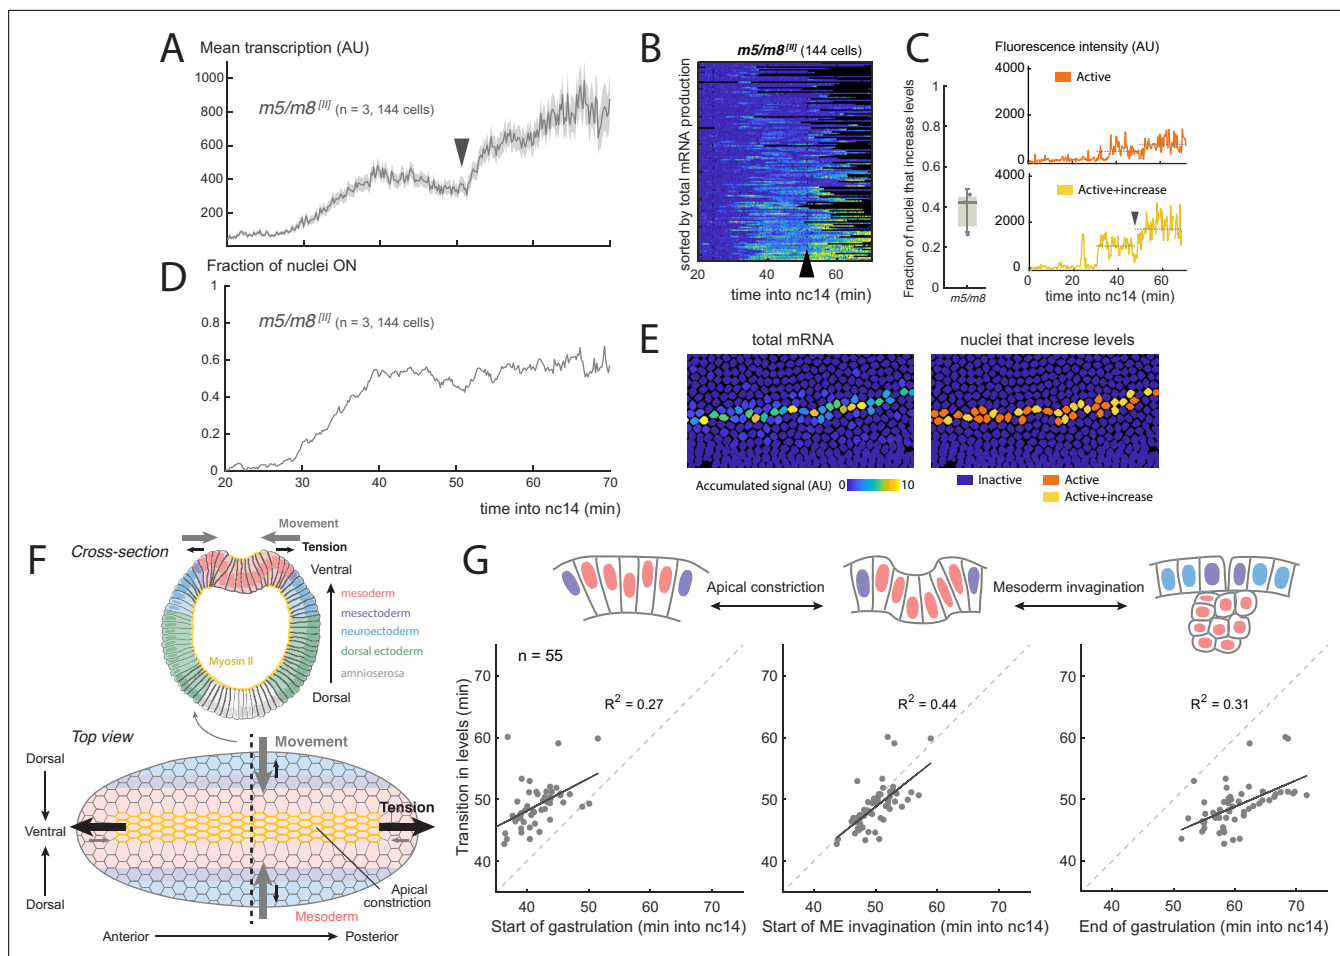 A
Mean transcription (AU)
1000
800
600
400
200
m5/m8 [II] (n = 3, 144 cells)
B
m5/m8 [II] (144 cells)
sorted by total mRNA production
20
40
60
time into nc14 (min)
C
Fraction of nuclei that increase levels
1
0.8
0.6
0.4
0.2
0
m5/m8
Fluorescence intensity (AU)
4000
2000
0
Active
4000
2000
0
Active+increase
0
20
40
60
time into nc14 (min)
D
Fraction of nuclei ON
1
0.8
0.6
0.4
0.2
0
m5/m8 [II] (n = 3, 144 cells)
20
30
40
50
60
70
time into nc14 (min)
E
total mRNA
nuclei that increse levels
Accumulated signal (AU)
0
10
Inactive
Active
Active+increase
F
Cross-section
Movement
Tension
Ventral
mesoderm
mesectoderm
neuroectoderm
dorsal ectoderm
amnioserosa
Dorsal
Myosin II
Top view
Movement
Dorsal
Ventral
Dorsal
Tension
Apical
constriction
Mesoderm
Anterior
Posterior
G
Apical constriction
Mesoderm invagination
n = 55
Transition in levels (min)
70
60
50
40
R² = 0.27
40
50
60
70
Start of gastrulation (min into nc14)
70
60
50
40
R² = 0.44
40
50
60
70
Start of ME invagination (min into nc14)
70
60
50
40
R² = 0.31
40
50
60
70
End of gastrulation (min into nc14)